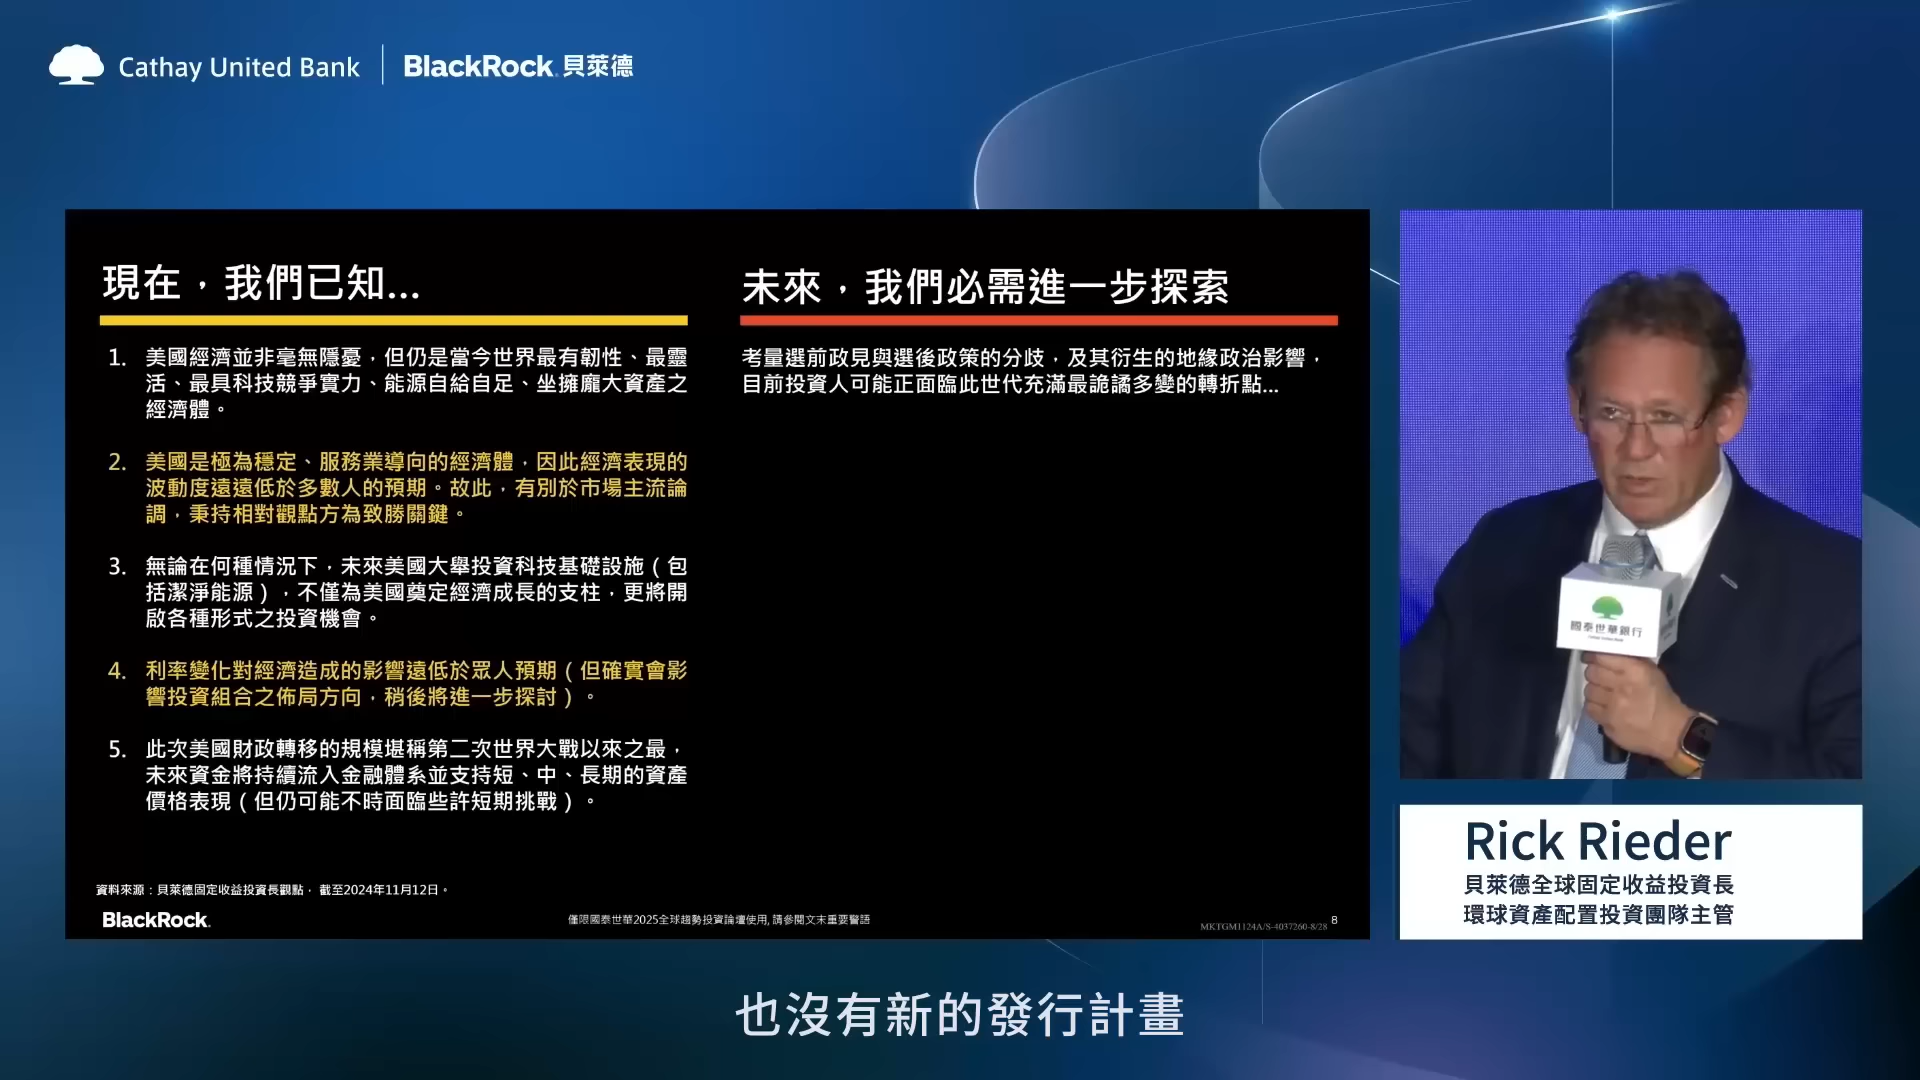 Cathay United Bank
BlackRock 貝萊德
現在，我們已知...
1. 美國經濟並非毫無隱憂，但仍是當今世界最有韌性、最靈
活、最具科技競爭實力、能源自給自足、坐擁龐大資產之
經濟體。
2. 美國是極為穩定、服務業導向的經濟體，因此經濟表現的
波動度遠遠低於多數人的預期。故此，有別於市場主流論
調，秉持相對觀點方為致勝關鍵。
3. 無論在何種情況下，未來美國大舉投資科技基礎設施（包
括潔淨能源），不僅為美國奠定經濟成長的支柱，更將開
啟各種形式之投資機會。
4. 利率變化對經濟造成的影響遠低於眾人預期（但確實會影
響投資組合之佈局方向，稍後將進一步探討）。
5. 此次美國財政轉移的規模堪稱第二次世界大戰以來之最，
未來資金將持續流入金融體系並支持短、中、長期的資產
價格表現（但仍可能不時面臨些許短期挑戰）。
未來，我們必需進一步探索
考量選前政見與選後政策的分歧，及其衍生的地緣政治影響，
目前投資人可能正面臨此世代充滿最詭譎多變的轉折點...
資料來源：貝萊德固定收益投資長觀點， 截至2024年11月12日。
BlackRock.
僅限國泰世華2025全球趨勢投資論壇使用, 請參閱文末重要警語
MKTGM1124A/S-4037260-8/28
8
國泰世華銀行
Rick Rieder
貝萊德全球固定收益投資長
環球資產配置投資團隊主管
也沒有新的發行計畫